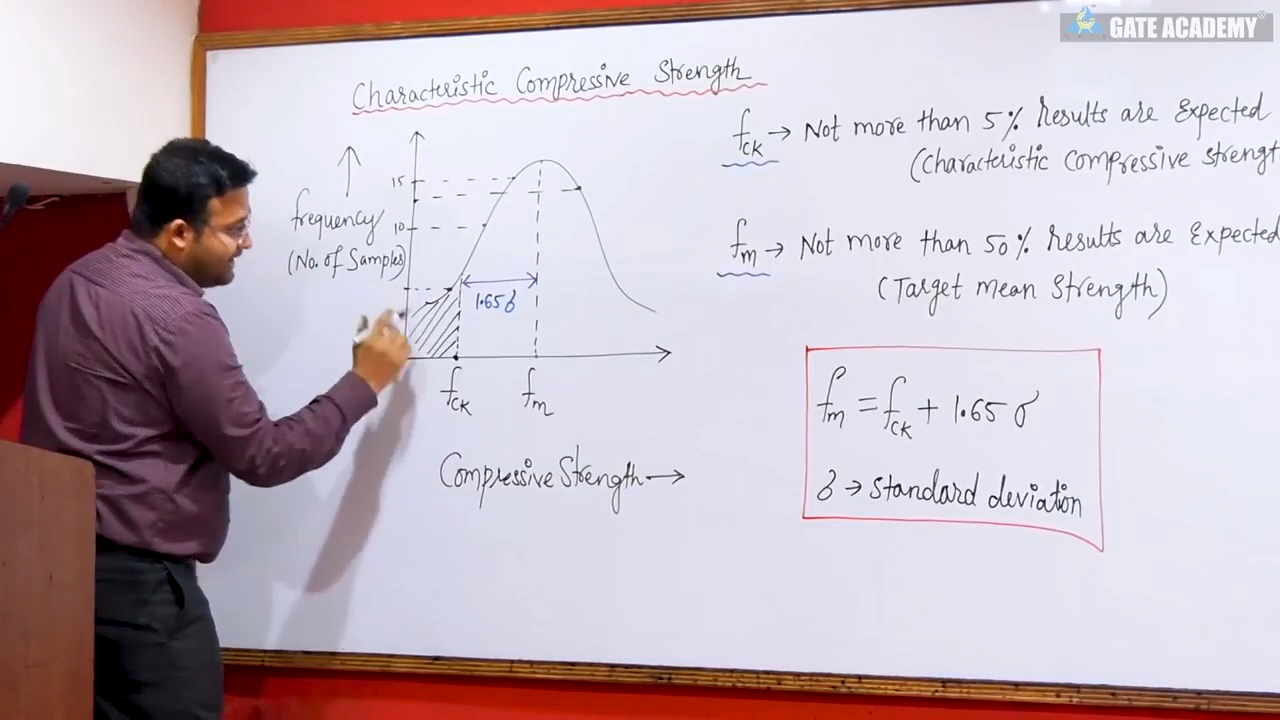 GATE ACADEMY
Characteristic Compressive Strength
fck → Not more than 5% Results are Expected
(Characteristic compressive strengt
fm → Not more than 50% Results are Expected
(Target mean Strength)
frequency
(No. of Samples)
15
10
1.65δ
fck
fm
Compressive Strength →
fm = fck + 1.65 σ
δ → Standard deviation